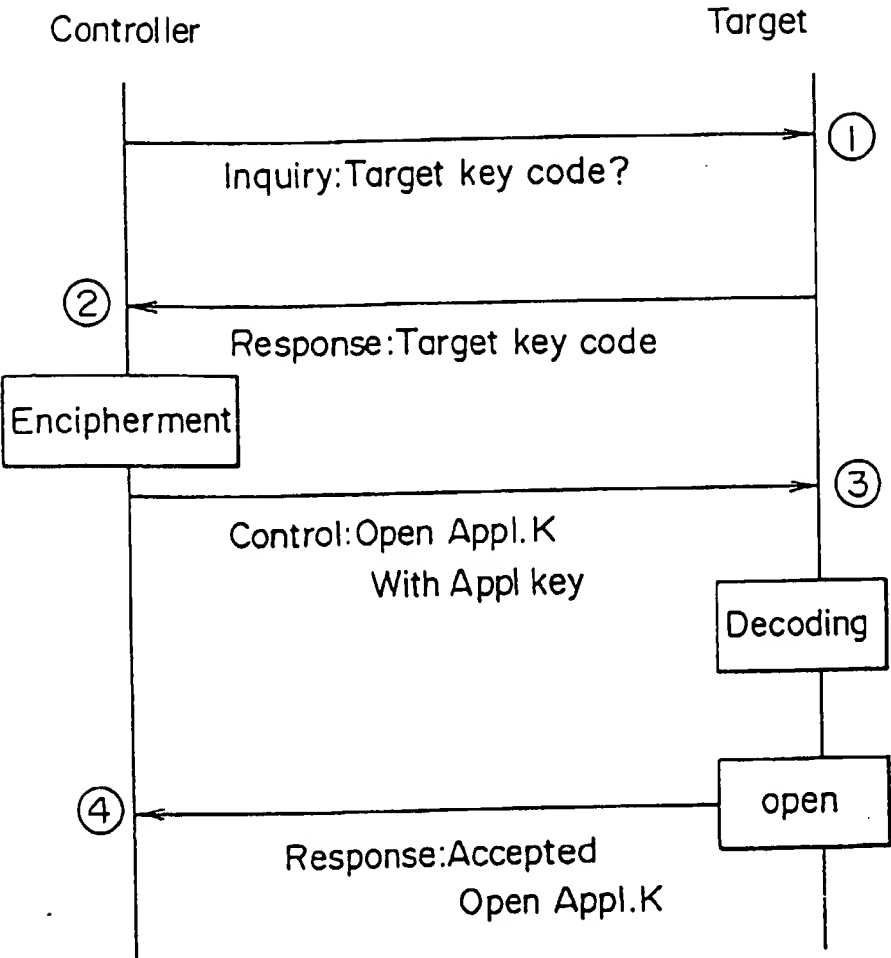 Controller
Target
①
Inquiry:Target key code?
②
Response:Target key code
Encipherment
③
Control:Open Appl.K
With Appl key
Decoding
open
④
Response:Accepted
Open Appl.K